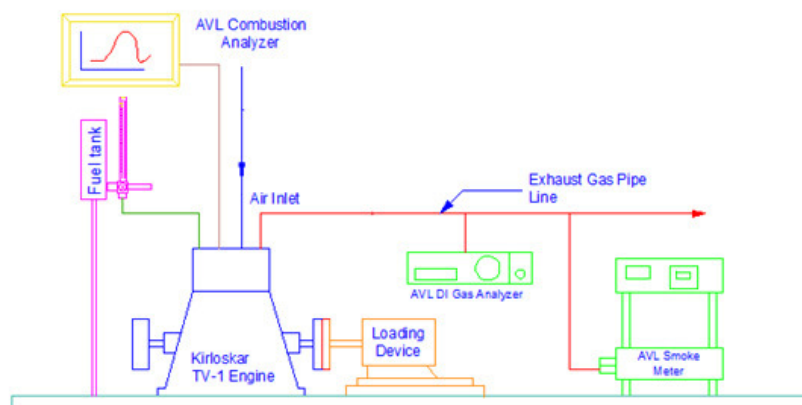 AVL Combustion
Analyzer
Fuel tank
Air Inlet
Exhaust Gas Pipe
Line
AVL DI Gas Analyzer
Kirloskar
TV-1 Engine
Loading
Device
AVL Smoke
Meter